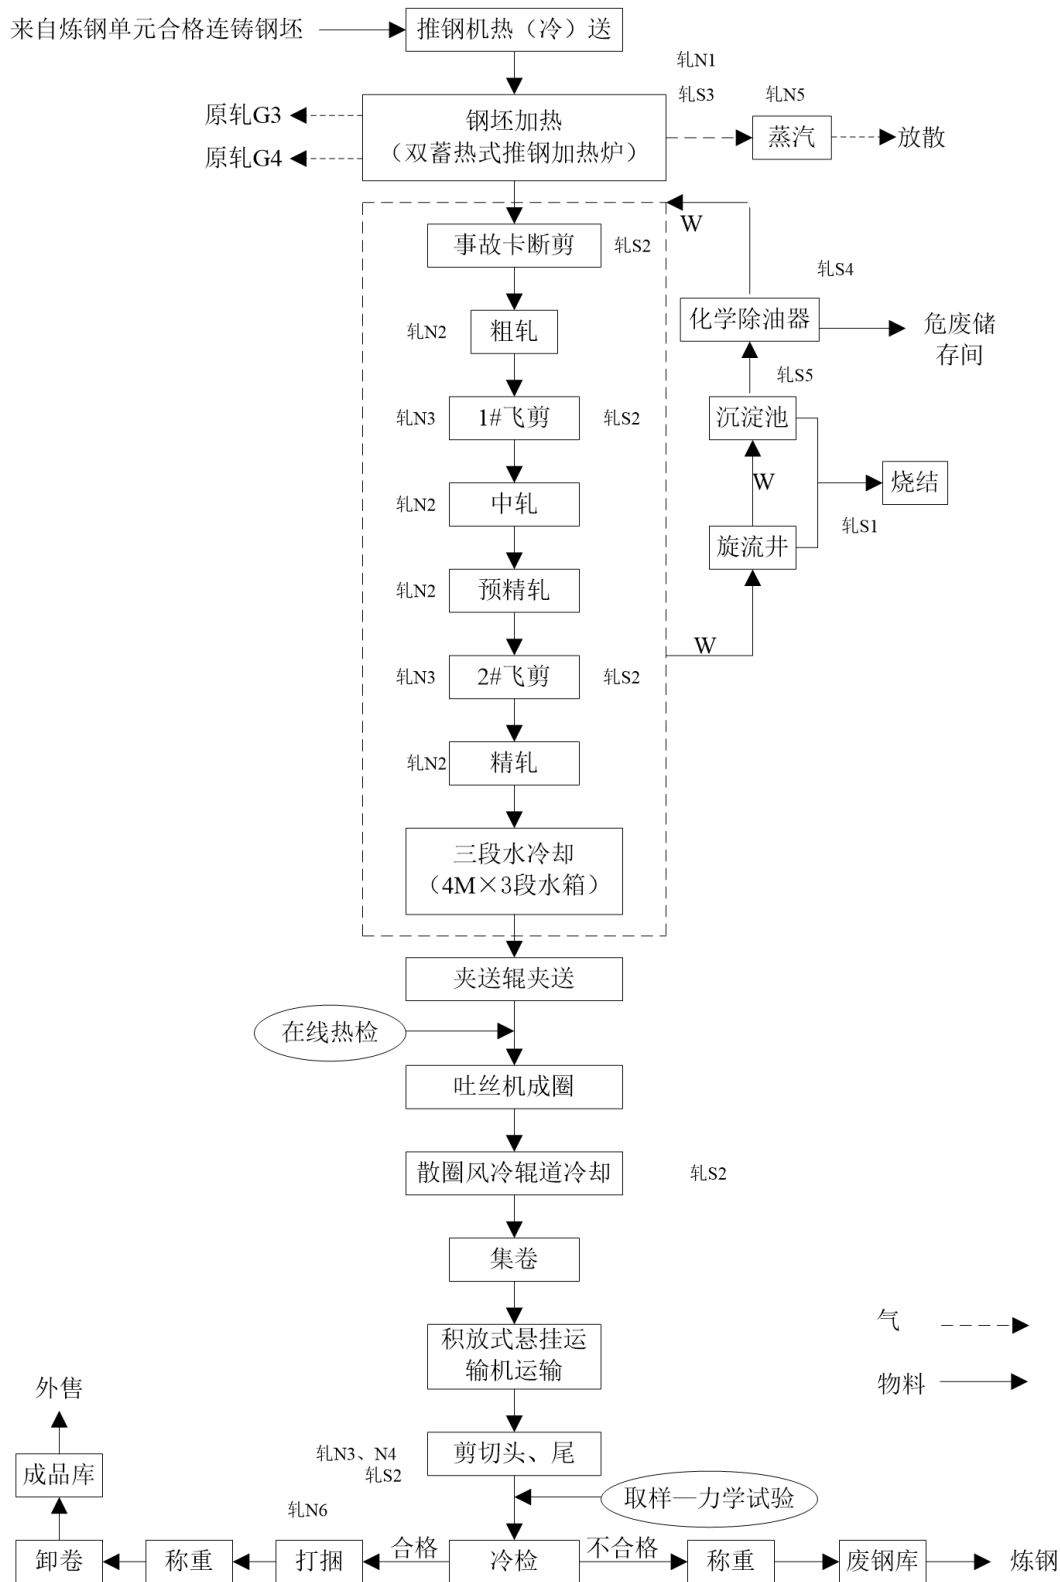 来自炼钢单元合格连铸钢坯
推钢机热（冷）送
轧N1
原轧G3
钢坯加热
（双蓄热式推钢加热炉）
原轧G4
轧S3
轧N5
蒸汽
放散
W
事故卡断剪
轧S2
轧S4
化学除油器
危废储
存间
轧N2
粗轧
轧S5
轧N3
1#飞剪
轧S2
沉淀池
W
烧结
轧N2
中轧
轧S1
旋流井
轧N2
预精轧
W
轧N3
2#飞剪
轧S2
轧N2
精轧
三段水冷却
（4M×3段水箱）
夹送辊夹送
在线热检
吐丝机成圈
散圈风冷辊道冷却
轧S2
集卷
气
积放式悬挂运
输机运输
物料
外售
轧N3、N4
轧S2
剪切头、尾
成品库
取样—力学试验
轧N6
卸卷
称重
打捆
合格
冷检
不合格
称重
废钢库
炼钢